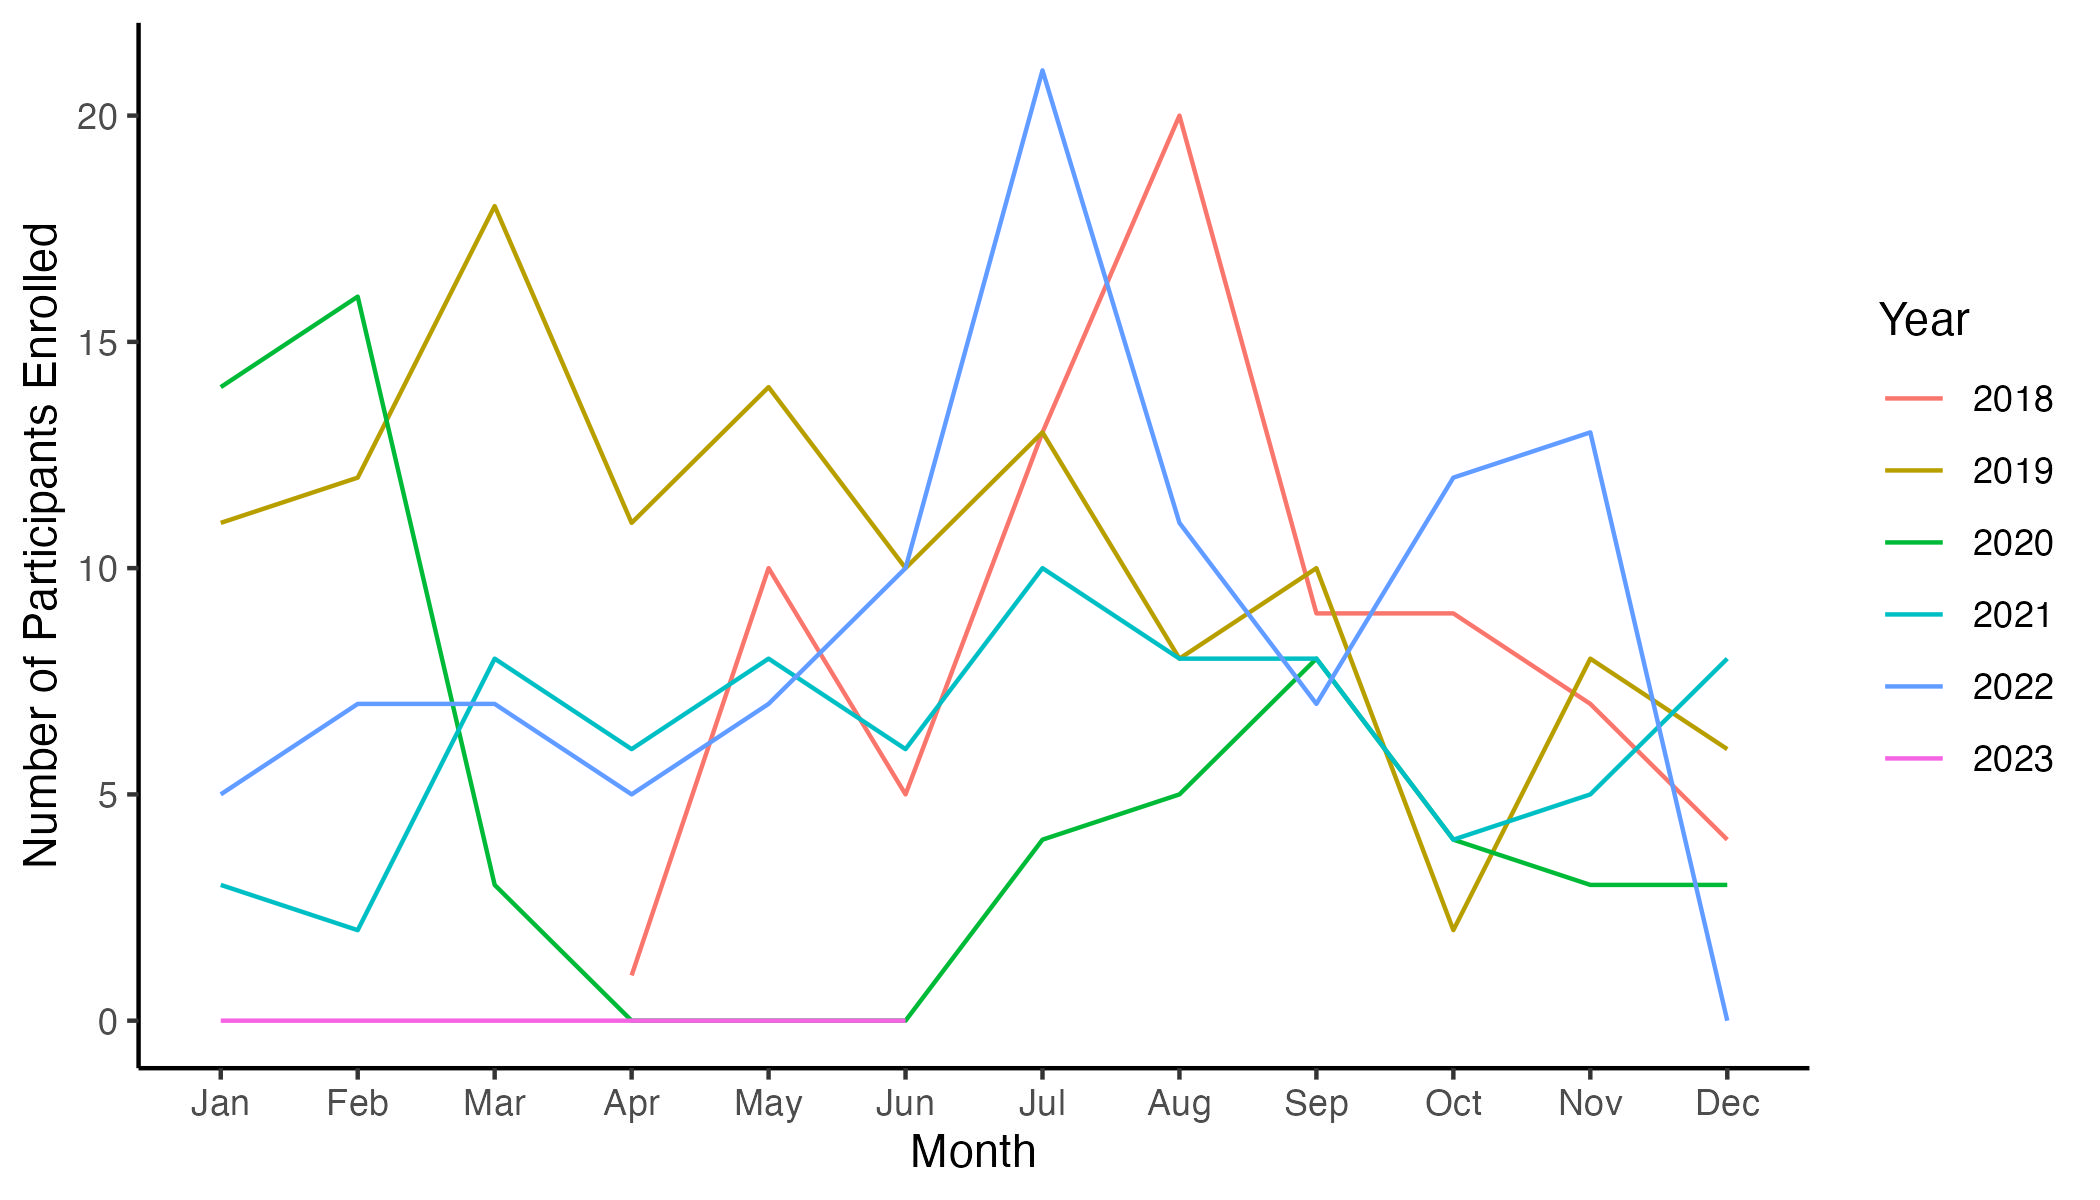 Number of Participants Enrolled
20
15
10
5
0
Jan Feb Mar Apr May Jun Jul Aug Sep Oct Nov Dec
Month
Year
2018
2019
2020
2021
2022
2023